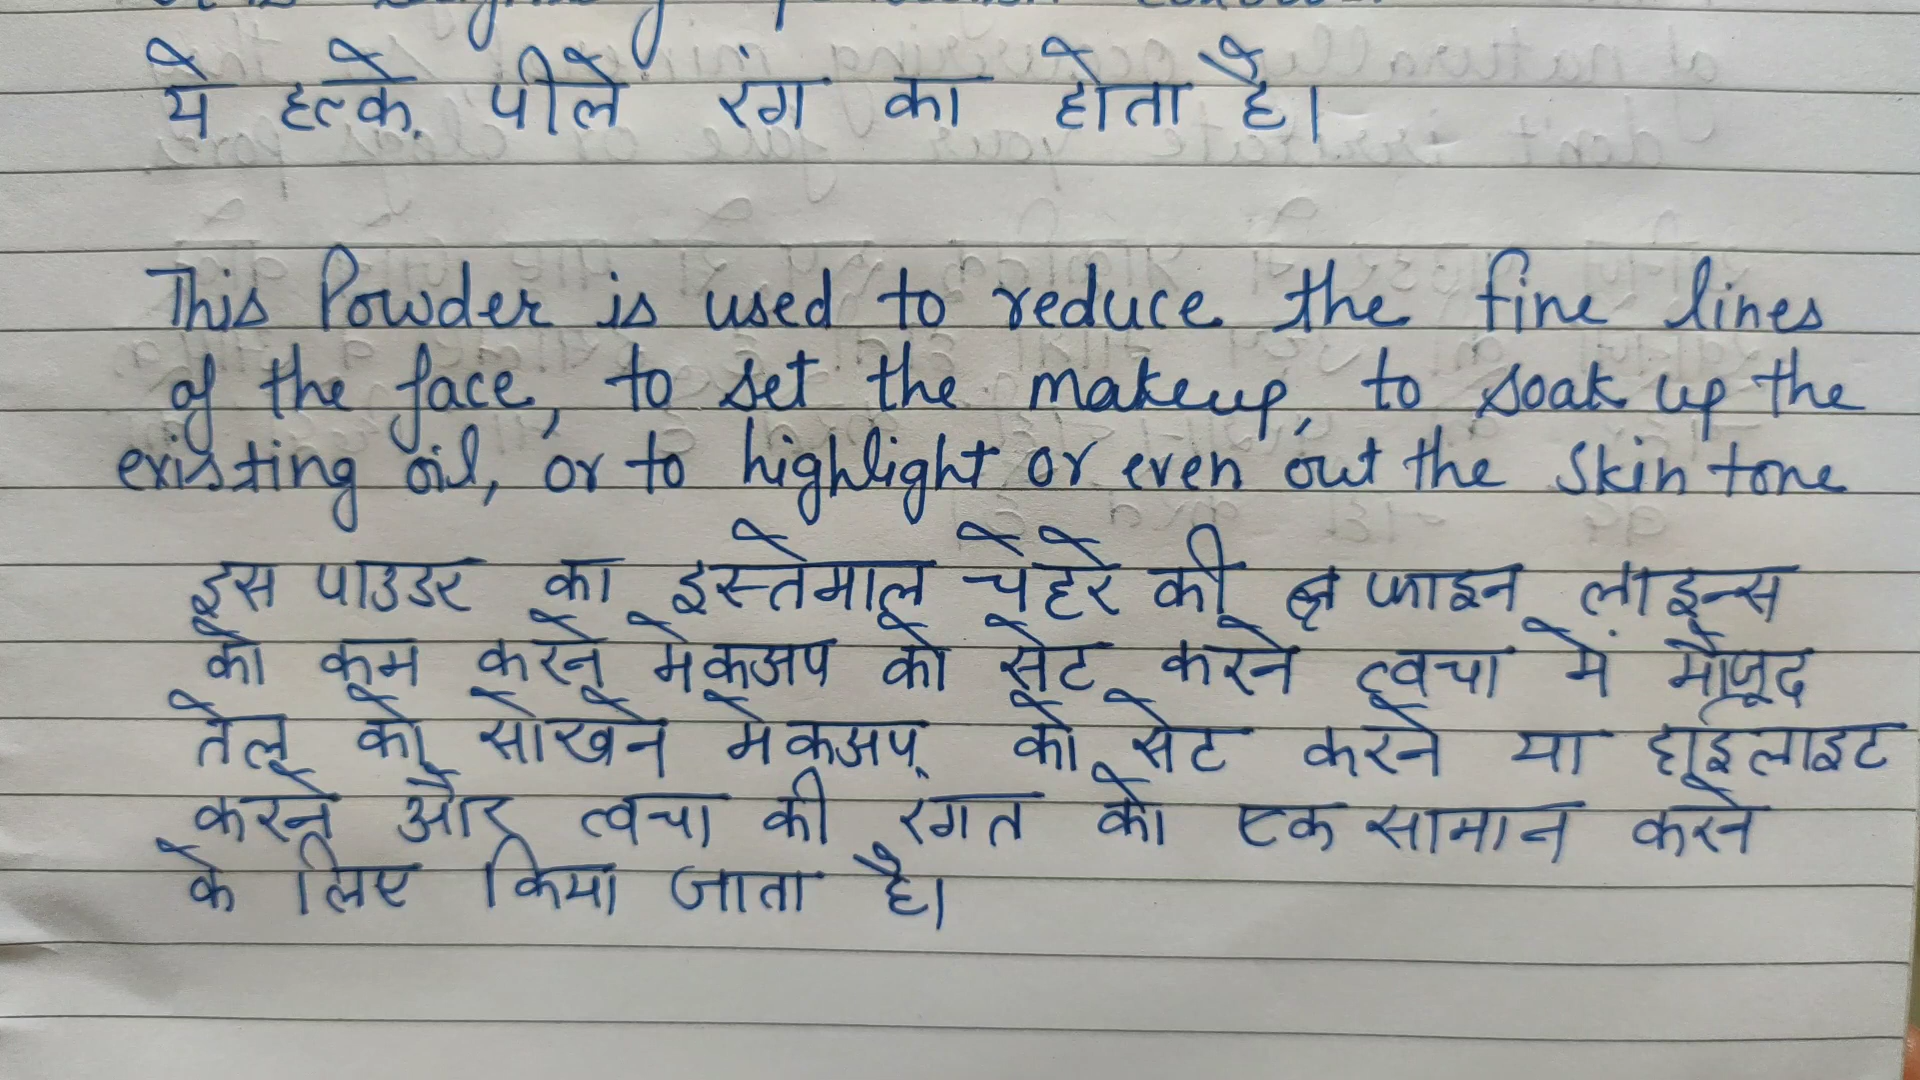 ये हल्के पीले रंग का होता है।
This Powder is used to reduce the fine lines
of the face, to set the makeup, to soak up the
existing oil, or to highlight or even out the skin tone
इस पाउडर का इस्तेमाल चेहरे की फाइन लाइन्स
को कम करने मेकअप को सेट करने त्वचा में मौजूद
तेल को सोखने मेकअप को सेट करने या हाईलाइट
करने और त्वचा की रंगत को एक सामान करने
के लिए किया जाता है।